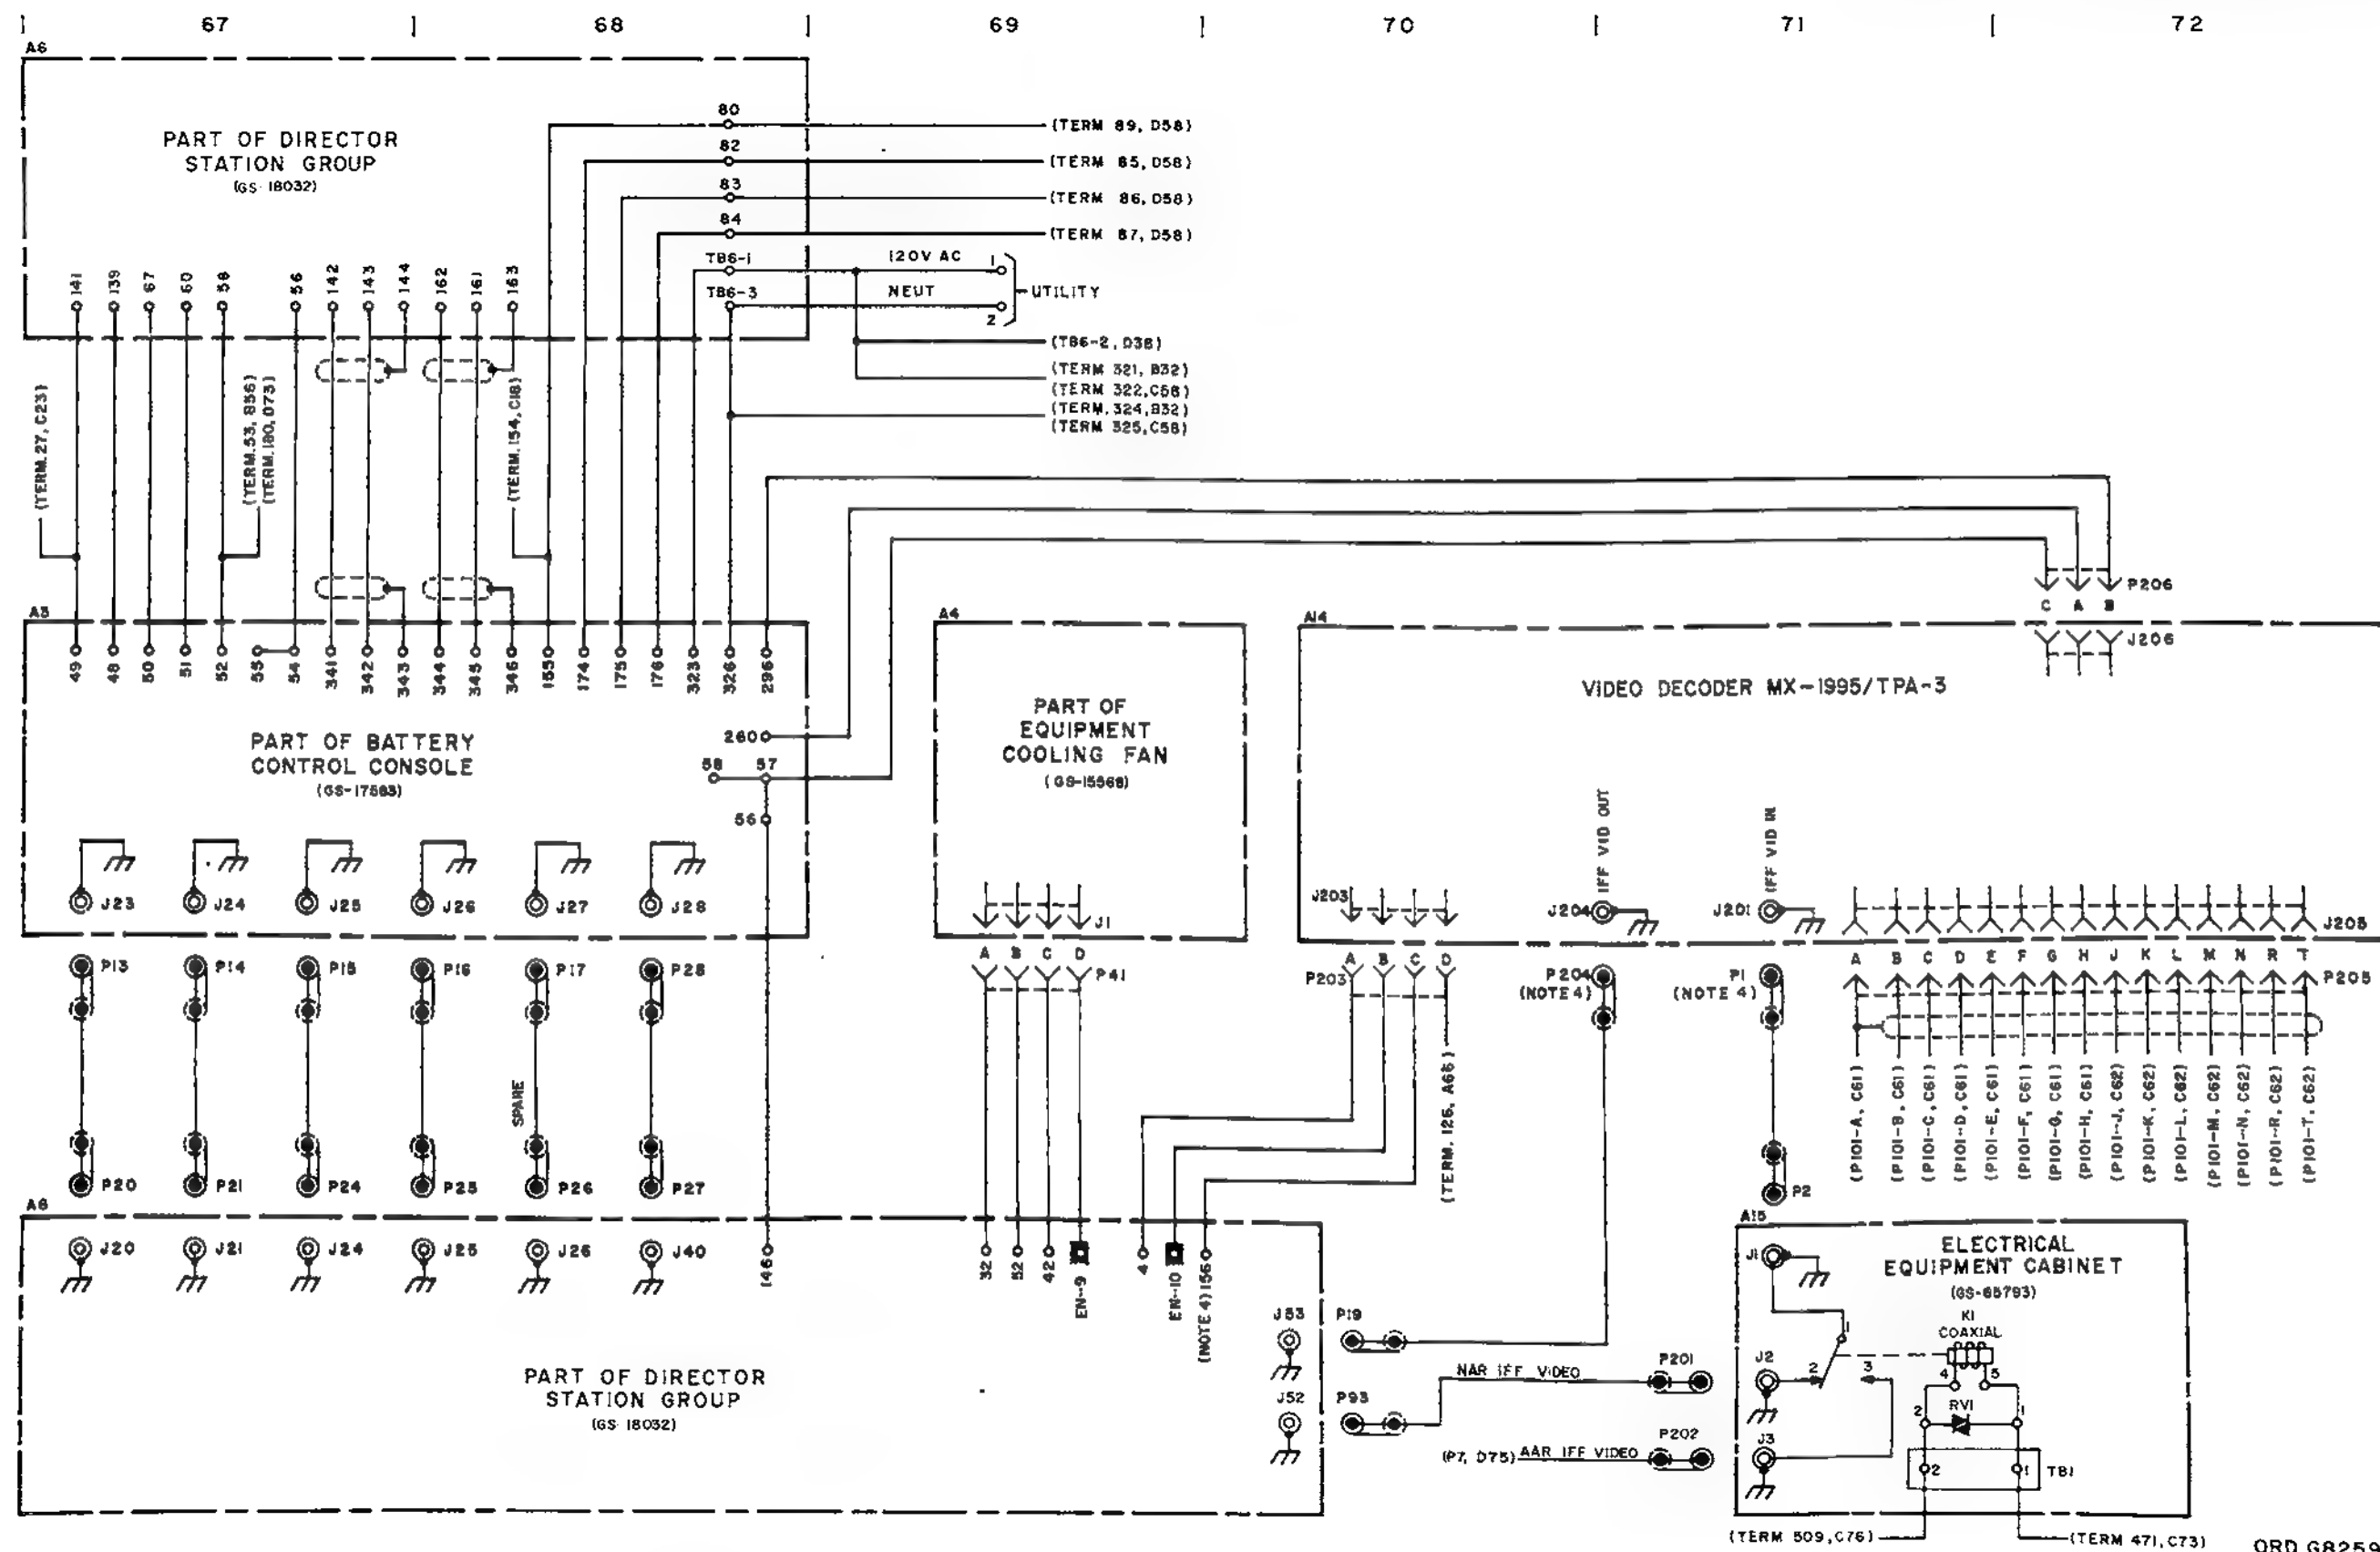 67 68 69 70 71 72
A6
PART OF DIRECTOR
STATION GROUP
(GS-18032)
80
(TERM 89, D58)
82
(TERM 85, D58)
83
(TERM 86, D58)
84
(TERM 87, D58)
TB6-1
120V AC
1
TB6-3
NEUT
2
UTILITY
(TB6-2, D38)
(TERM 321, B32)
(TERM 322, C58)
(TERM. 324, B32)
(TERM 325, C58)
141 139 67 60 58 56 142 143 144 162 161 163
(TERM. 27, C23)
(TERM. 53, B56)
(TERM. 180, D73)
(TERM. 154, C18)
A5
49 48 50 51 52 55 54 341 342 343 344 345 346 155 174 175 176 323 326 296
PART OF BATTERY
CONTROL CONSOLE
(GS-17583)
260
58 57
56
J23 J24 J25 J26 J27 J28
P13 P14 P15 P16 P17 P28
SPARE
P20 P21 P24 P25 P26 P27
A4
PART OF
EQUIPMENT
COOLING FAN
(GS-15568)
J1
A B C D
P41
A14
P206
C A B
J206
VIDEO DECODER MX-1995/TPA-3
IFF VID OUT
IFF VID IN
J203
J204
J201
J205
A B C D
P203
P204
(NOTE 4)
P1
(NOTE 4)
A B C D E F G H J K L M N R T
P205
(TERM. 126, A66)
(P101-A, C61)
(P101-B, C61)
(P101-C, C61)
(P101-D, C61)
(P101-E, C61)
(P101-F, C61)
(P101-G, C61)
(P101-H, C61)
(P101-J, C62)
(P101-K, C62)
(P101-L, C62)
(P101-M, C62)
(P101-N, C62)
(P101-R, C62)
(P101-T, C62)
P2
A6
J20 J21 J24 J25 J26 J40
146
32 52 42 EN-9 4 EN-10 (NOTE 4) 156
PART OF DIRECTOR
STATION GROUP
(GS-18032)
J53 P19
J52 P93
NAR IFF VIDEO
P201
(P7, D75) AAR IFF VIDEO
P202
A15
ELECTRICAL
EQUIPMENT CABINET
(GS-65793)
J1
K1
COAXIAL
1
J2
2 3
4 5
RV1
2 1
J3
2 1 TB1
(TERM 509, C76)
(TERM 471, C73)
ORD G8259